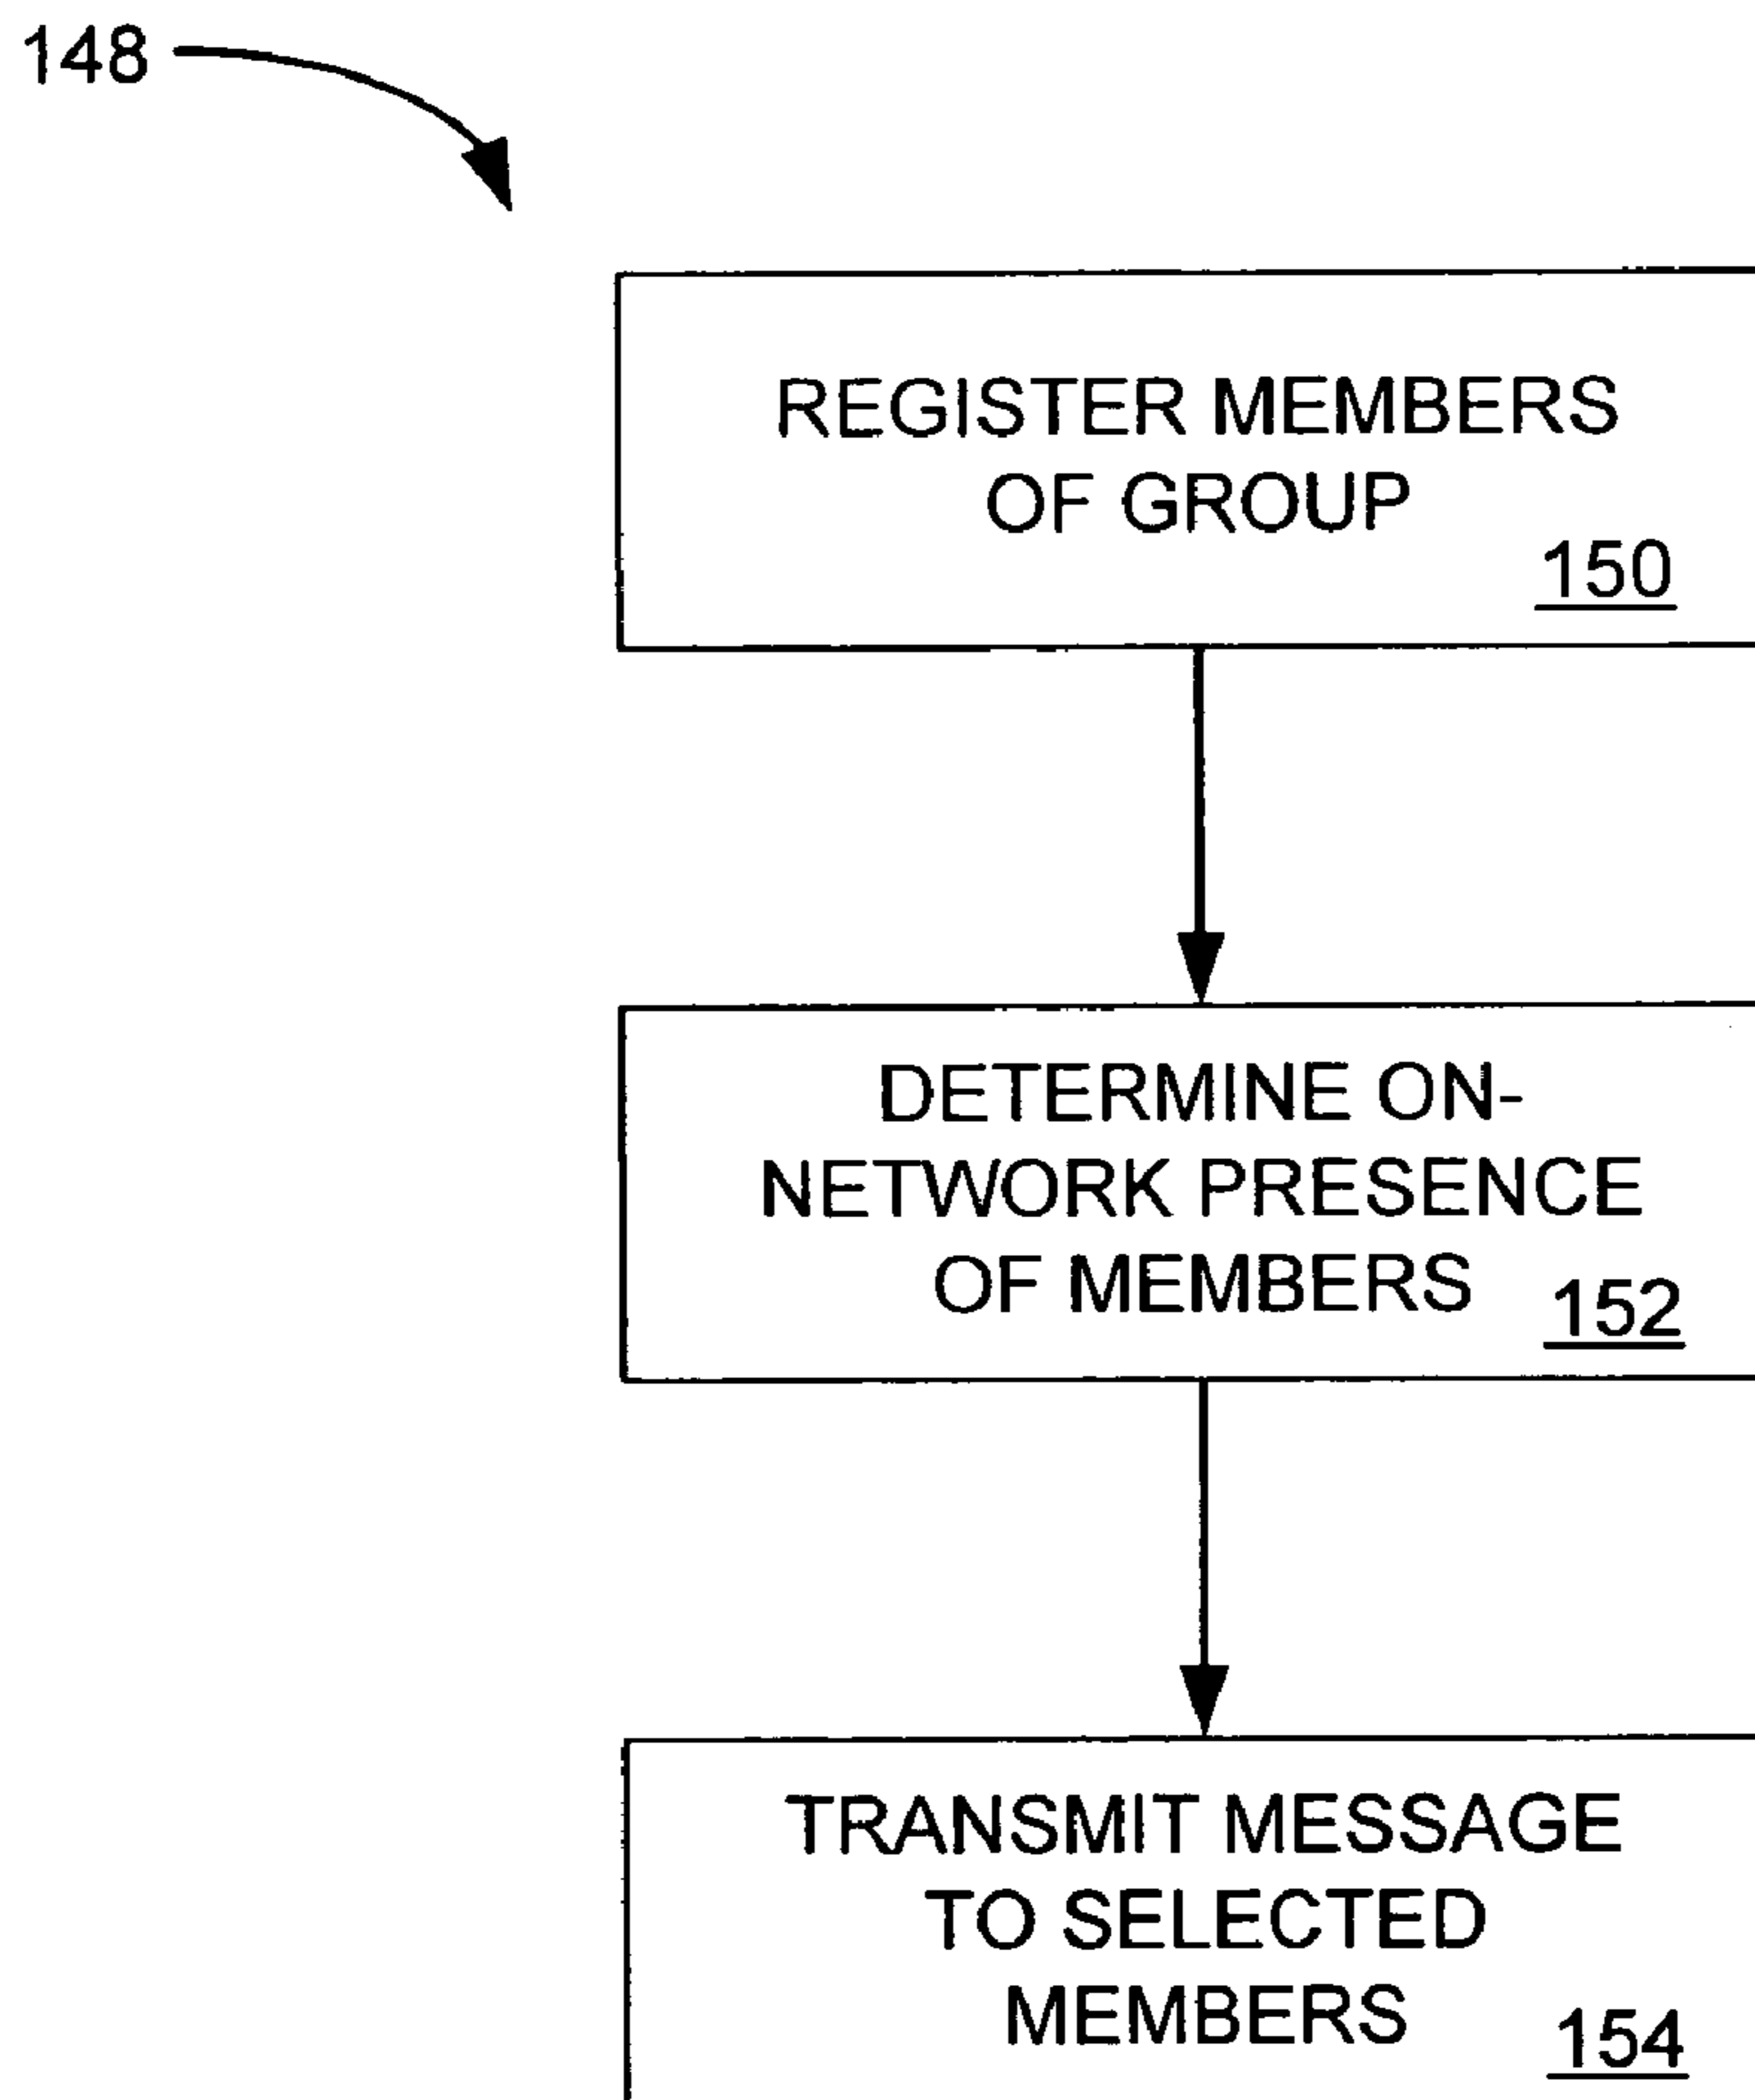 148
REGISTER MEMBERS
OF GROUP
150
DETERMINE ON-
NETWORK PRESENCE
OF MEMBERS
152
TRANSMIT MESSAGE
TO SELECTED
MEMBERS
154